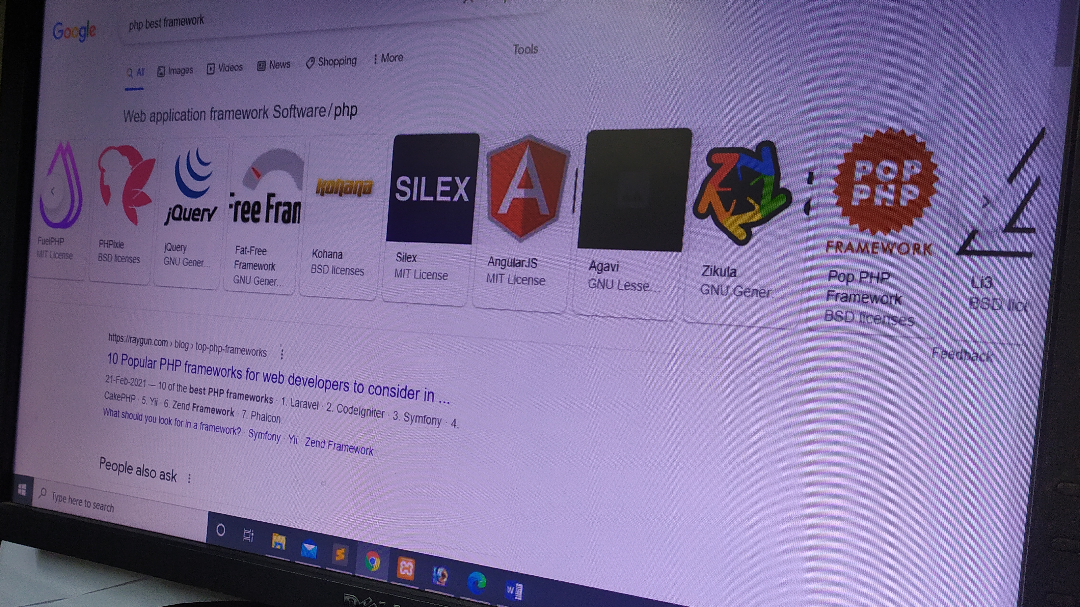 Google
php best framework
All
Images
Videos
News
Shopping
More
Tools
Web application framework Software/php
FuelPHP
MIT License
PHPixie
BSD licenses
jQuery
jQuery
GNU Gener...
Free Fran
Fat-Free
Framework
GNU Gener...
kohana
Kohana
BSD licenses
SILEX
Silex
MIT License
A
AngularJS
MIT License
Agavi
GNU Lesse...
Zikula
GNU Gener...
POP
PHP
FRAMEWORK
Pop PHP
Framework
BSD licenses
Li3
BSD lic
Feedback
https://raygun.com › blog › top-php-frameworks
10 Popular PHP frameworks for web developers to consider in ...
21-Feb-2021 — 10 of the best PHP frameworks · 1. Laravel · 2. CodeIgniter · 3. Symfony · 4.
CakePHP · 5. Yii · 6. Zend Framework · 7. Phalcon
What should you look for in a framework? · Symfony · Yii · Zend Framework
People also ask
Type here to search